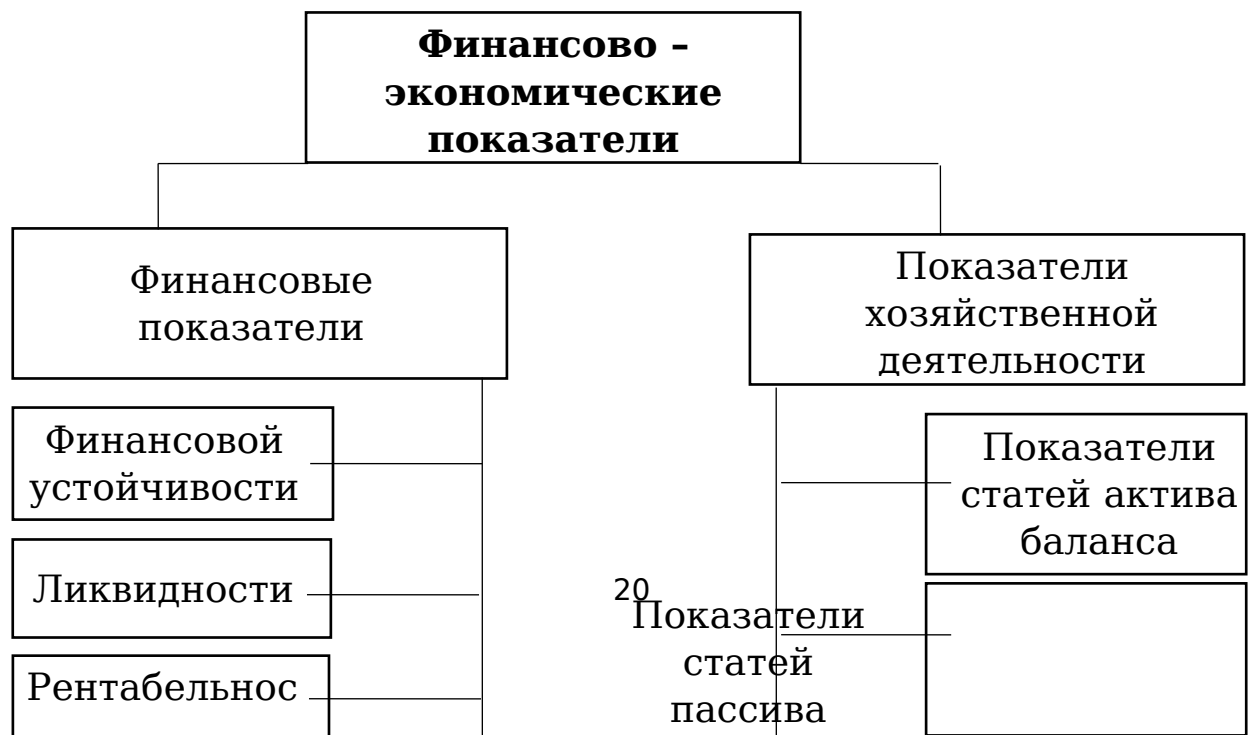 Финансово –
экономические
показатели
Финансовые
показатели
Показатели
хозяйственной
деятельности
Финансовой
устойчивости
Показатели
статей актива
баланса
Ликвидности
20
Показатели
статей
пассива
Рентабельнос